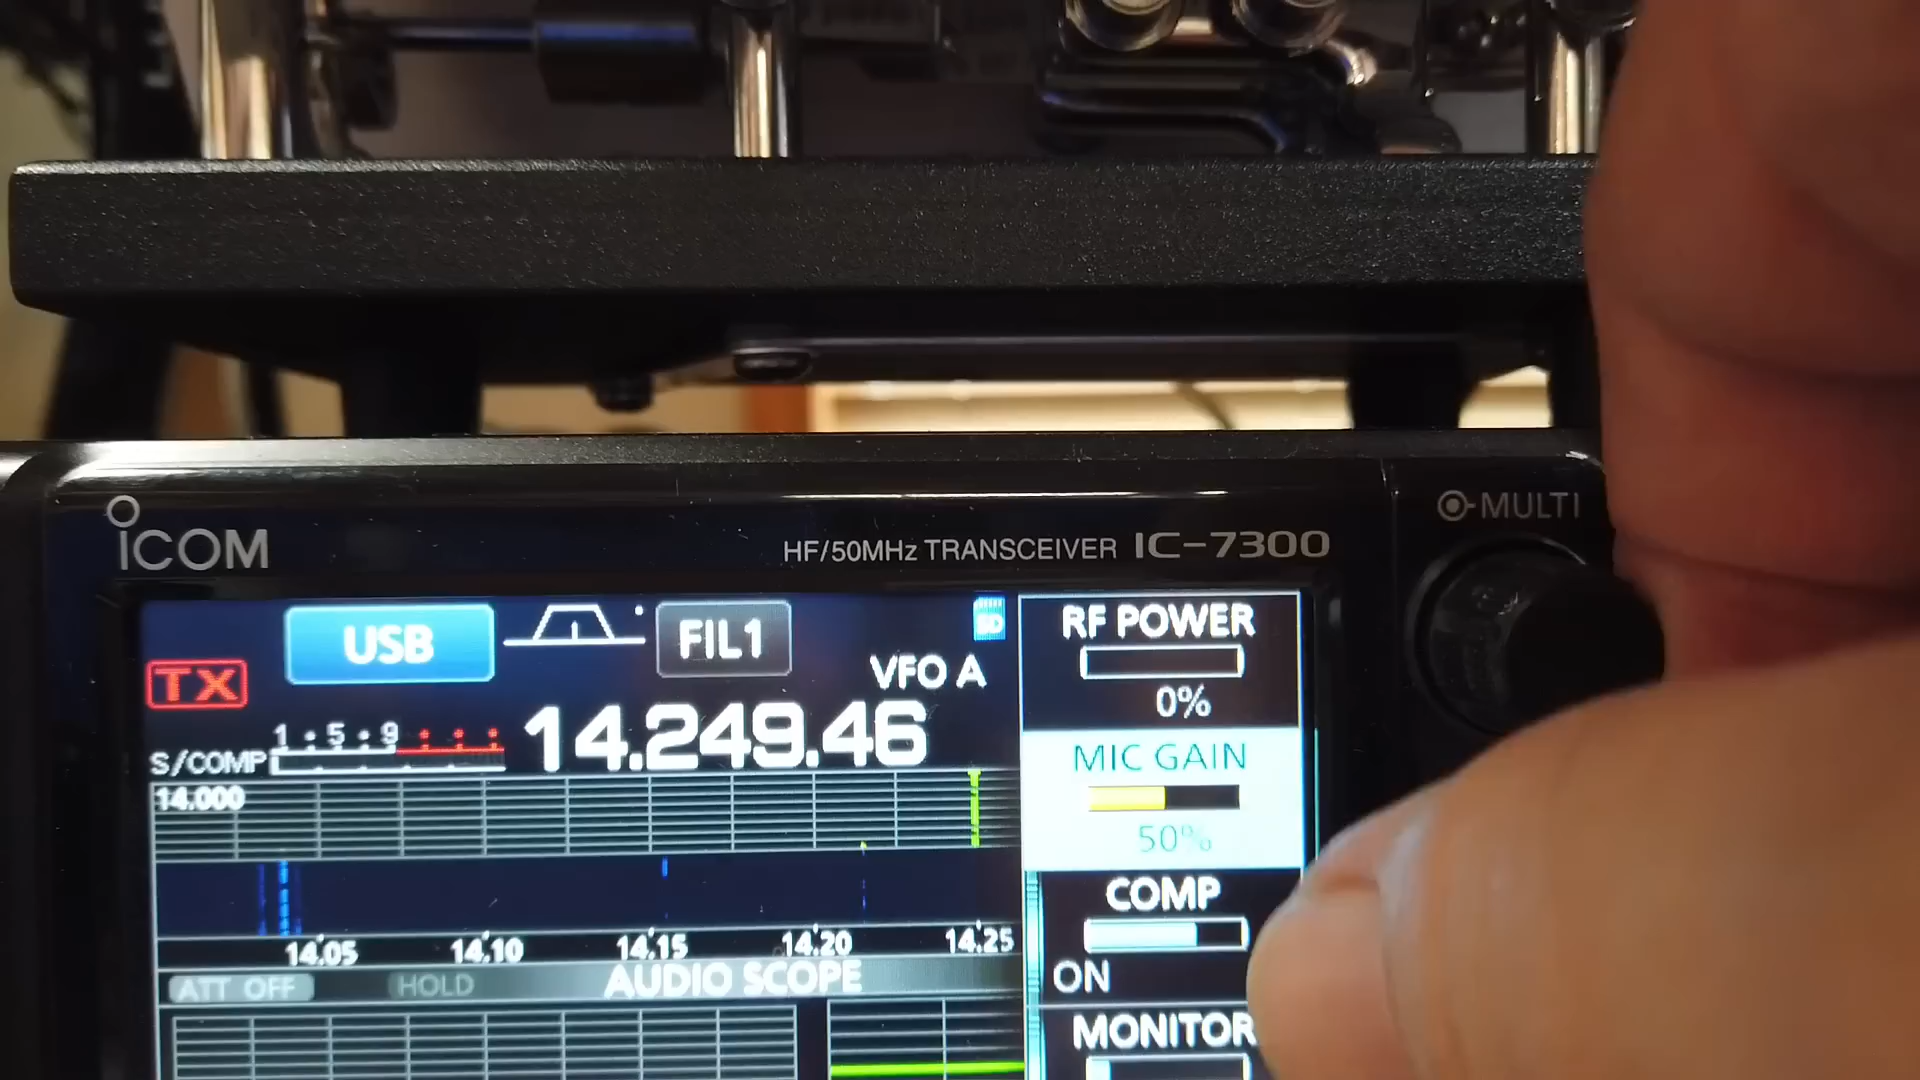 ICOM
HF/50MHz TRANSCEIVER IC-7300
MULTI
USB
FIL1
SD
TX
VFO A
14.249.46
1 5 9
S/COMP
14.000
14.05 14.10 14.15 14.20 14.25
ATT OFF
HOLD
AUDIO SCOPE
RF POWER
0%
MIC GAIN
50%
COMP
ON
MONITOR